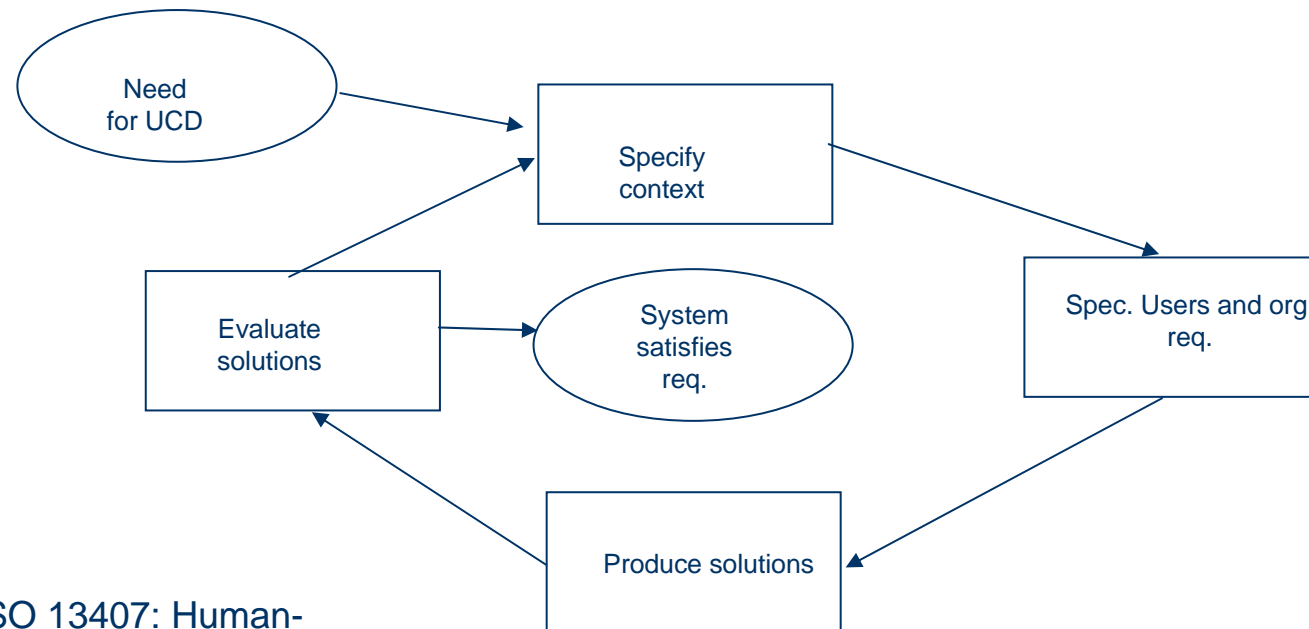 Need
for UCD
Specify
context
Spec. Users and org
req.
System
satisfies
req.
Evaluate
solutions
Produce solutions
SO 13407: Human-